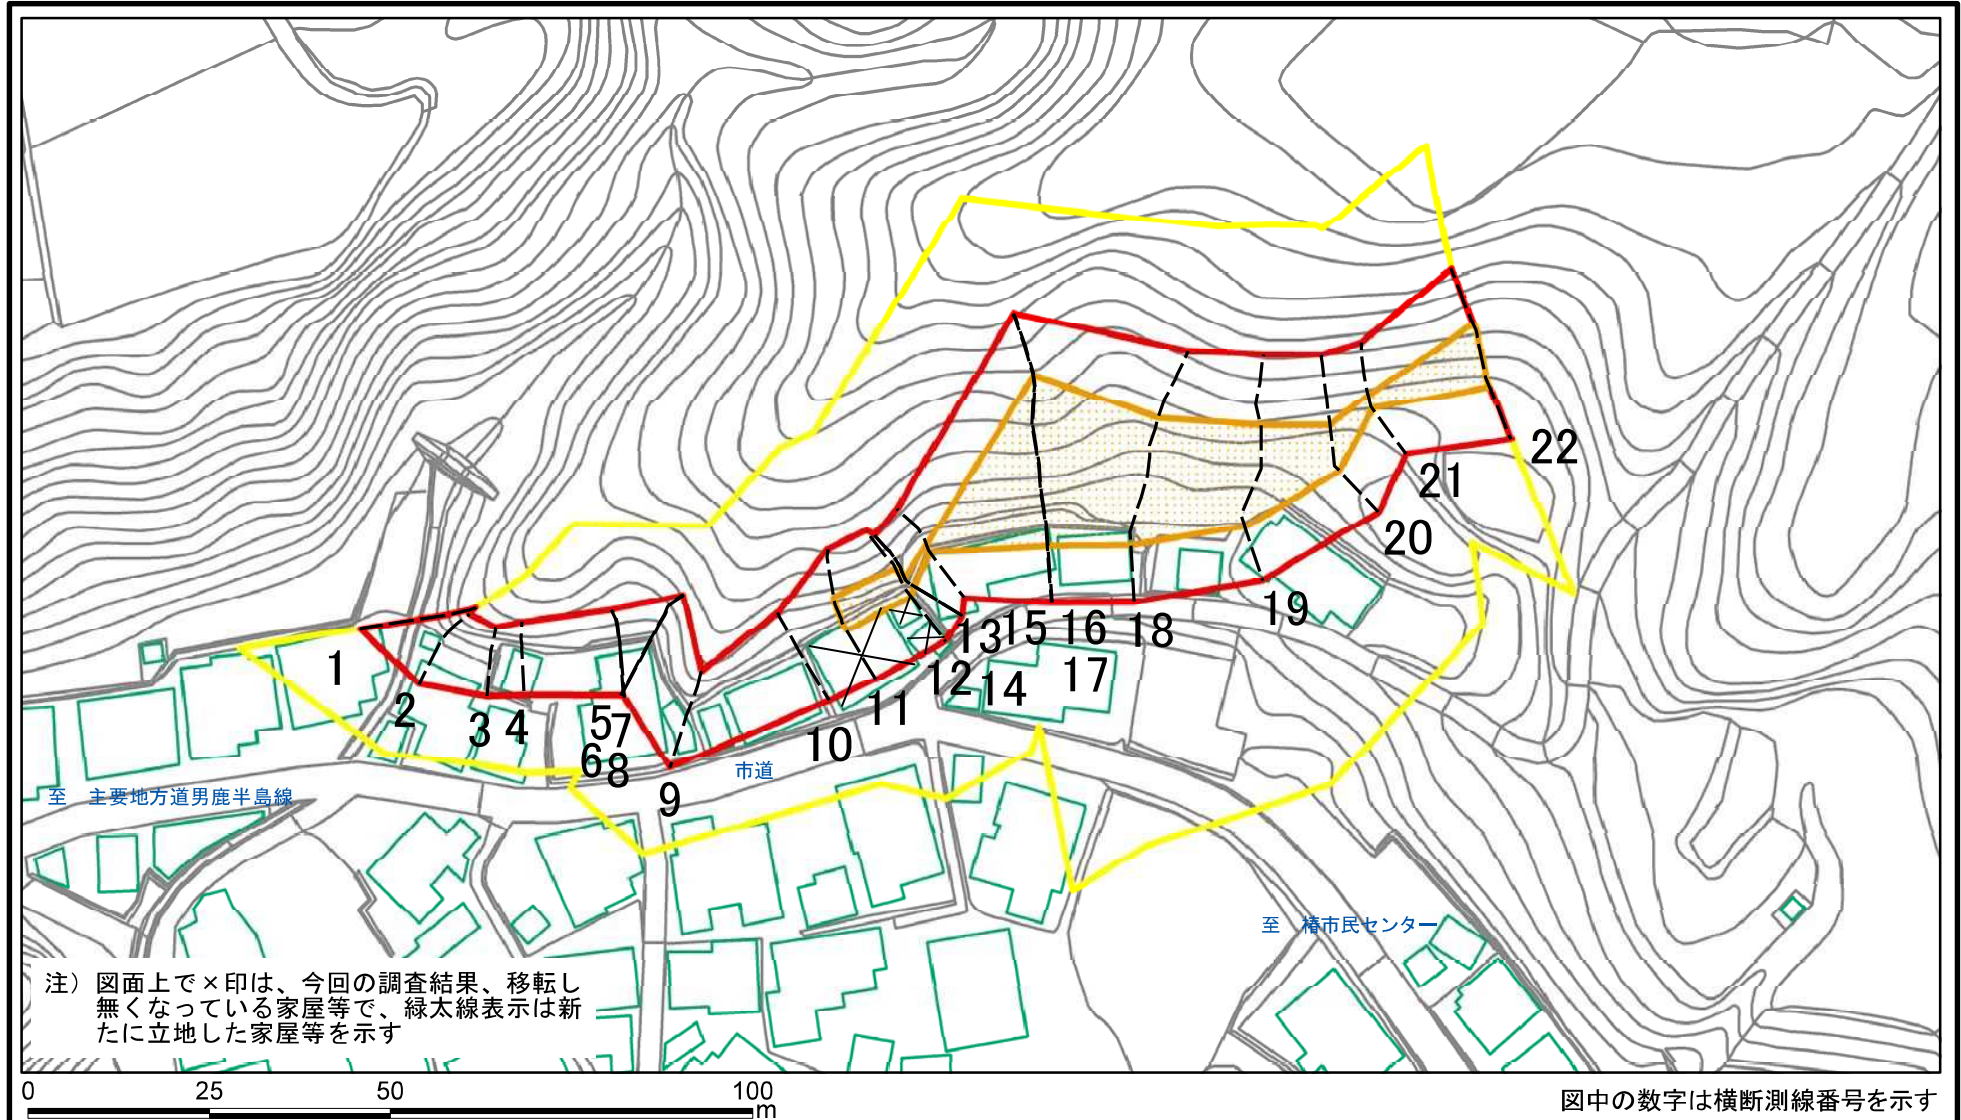 22
21
20
19
18
16
15
13
17
14
12
11
10
1
2
3
4
5
7
6
8
9
市道
至　主要地方道男鹿半島線
至　椿市民センター
注）図面上で×印は、今回の調査結果、移転し
無くなっている家屋等で、緑太線表示は新
たに立地した家屋等を示す
0 25 50 100
m
図中の数字は横断測線番号を示す